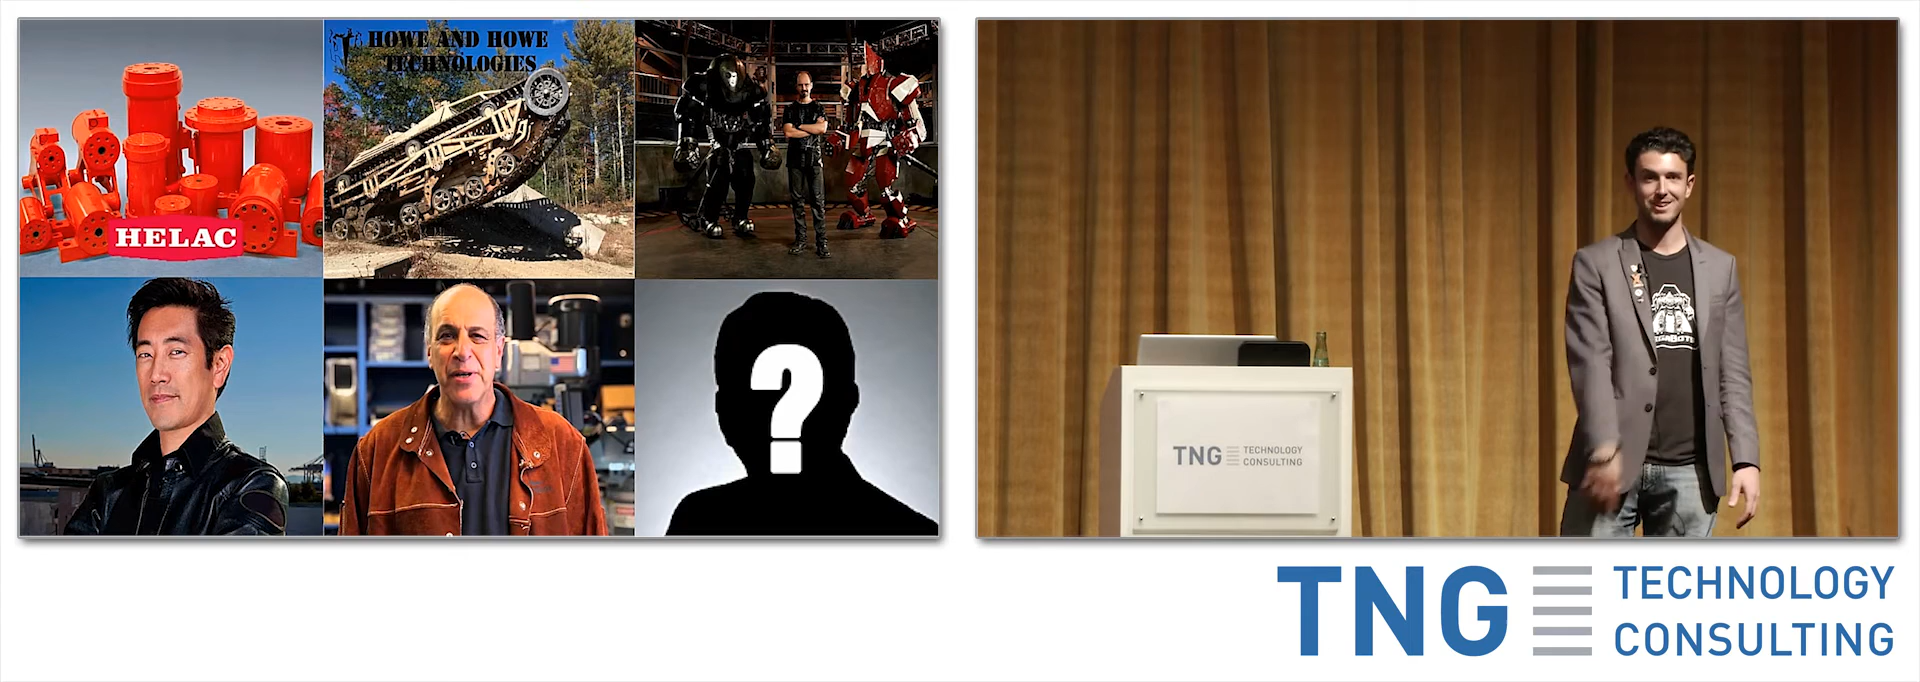 HOWE AND HOWE
TECHNOLOGIES
HELAC
?
TNG TECHNOLOGY
CONSULTING
TNG TECHNOLOGY
CONSULTING